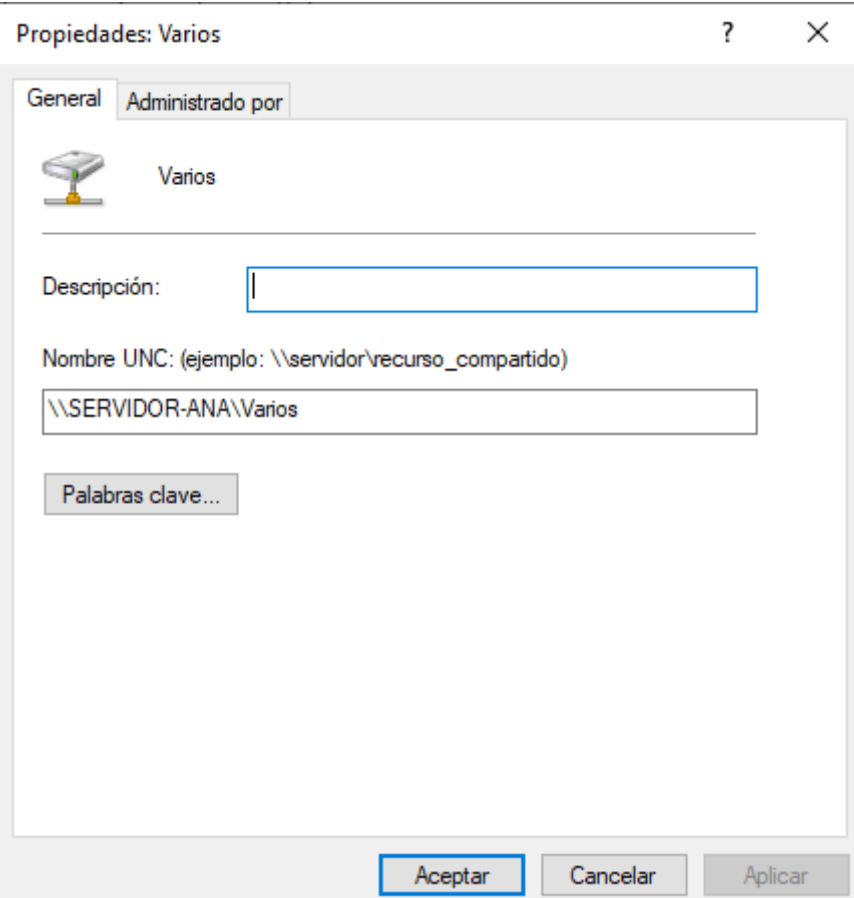 Propiedades: Varios ?
General Administrado por
Varios
Descripción:
Nombre UNC: (ejemplo: \\servidor\recurso_compartido)
\\SERVIDOR-ANA\Varios
Palabras clave...
Aceptar Cancelar Aplicar